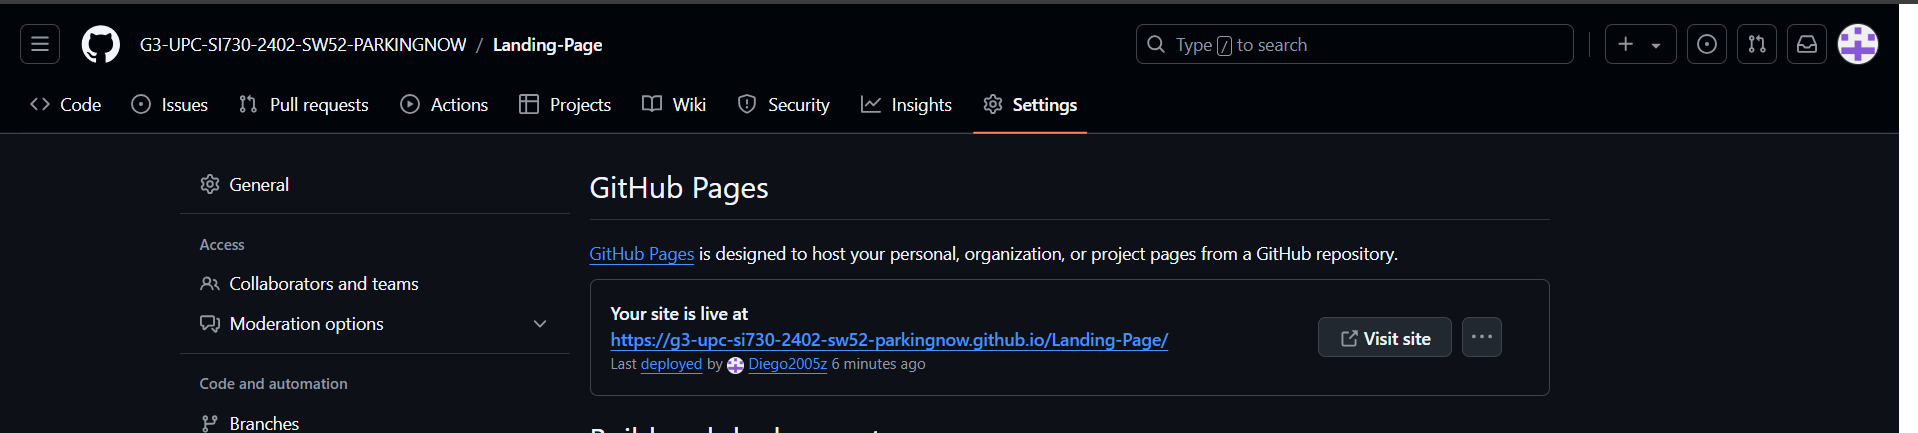 G3-UPC-SI730-2402-SW52-PARKINGNOW / Landing-Page
Type / to search
Code Issues Pull requests Actions Projects Wiki Security Insights Settings
General
Access
Collaborators and teams
Moderation options
Code and automation
Branches
GitHub Pages
GitHub Pages is designed to host your personal, organization, or project pages from a GitHub repository.
Your site is live at
https://g3-upc-si730-2402-sw52-parkingnow.github.io/Landing-Page/
Last deployed by Diego2005z 6 minutes ago
Visit site